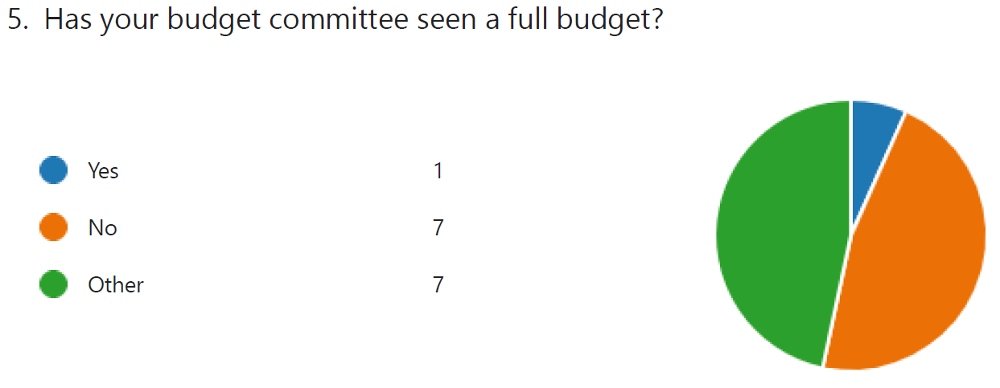 5. Has your budget committee seen a full budget?
Yes 1
No 7
Other 7